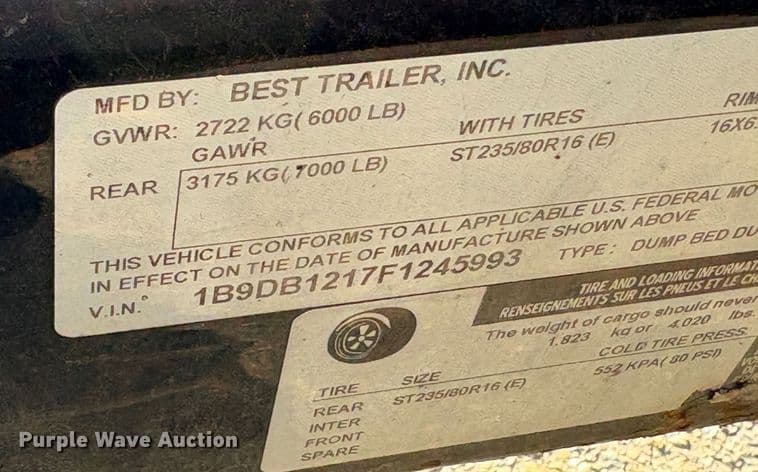 MFD BY: BEST TRAILER, INC.
GVWR: 2722 KG( 6000 LB)
GAWR WITH TIRES RIM
REAR 3175 KG( 7000 LB) ST235/80R16 (E) 16X6.
THIS VEHICLE CONFORMS TO ALL APPLICABLE U.S. FEDERAL MO
IN EFFECT ON THE DATE OF MANUFACTURE SHOWN ABOVE
V.I.N.° 1B9DB1217F1245993 TYPE: DUMP BED DU
TIRE AND LOADING INFORMAT
RENSEIGNEMENTS SUR LES PNEUS ET LE CH
The weight of cargo should never
1,823 kg or 4,020 lbs.
TIRE SIZE COLD TIRE PRESS.
REAR ST235/80R16 (E) 552 KPA( 80 PSI)
INTER
FRONT
SPARE
Purple Wave Auction